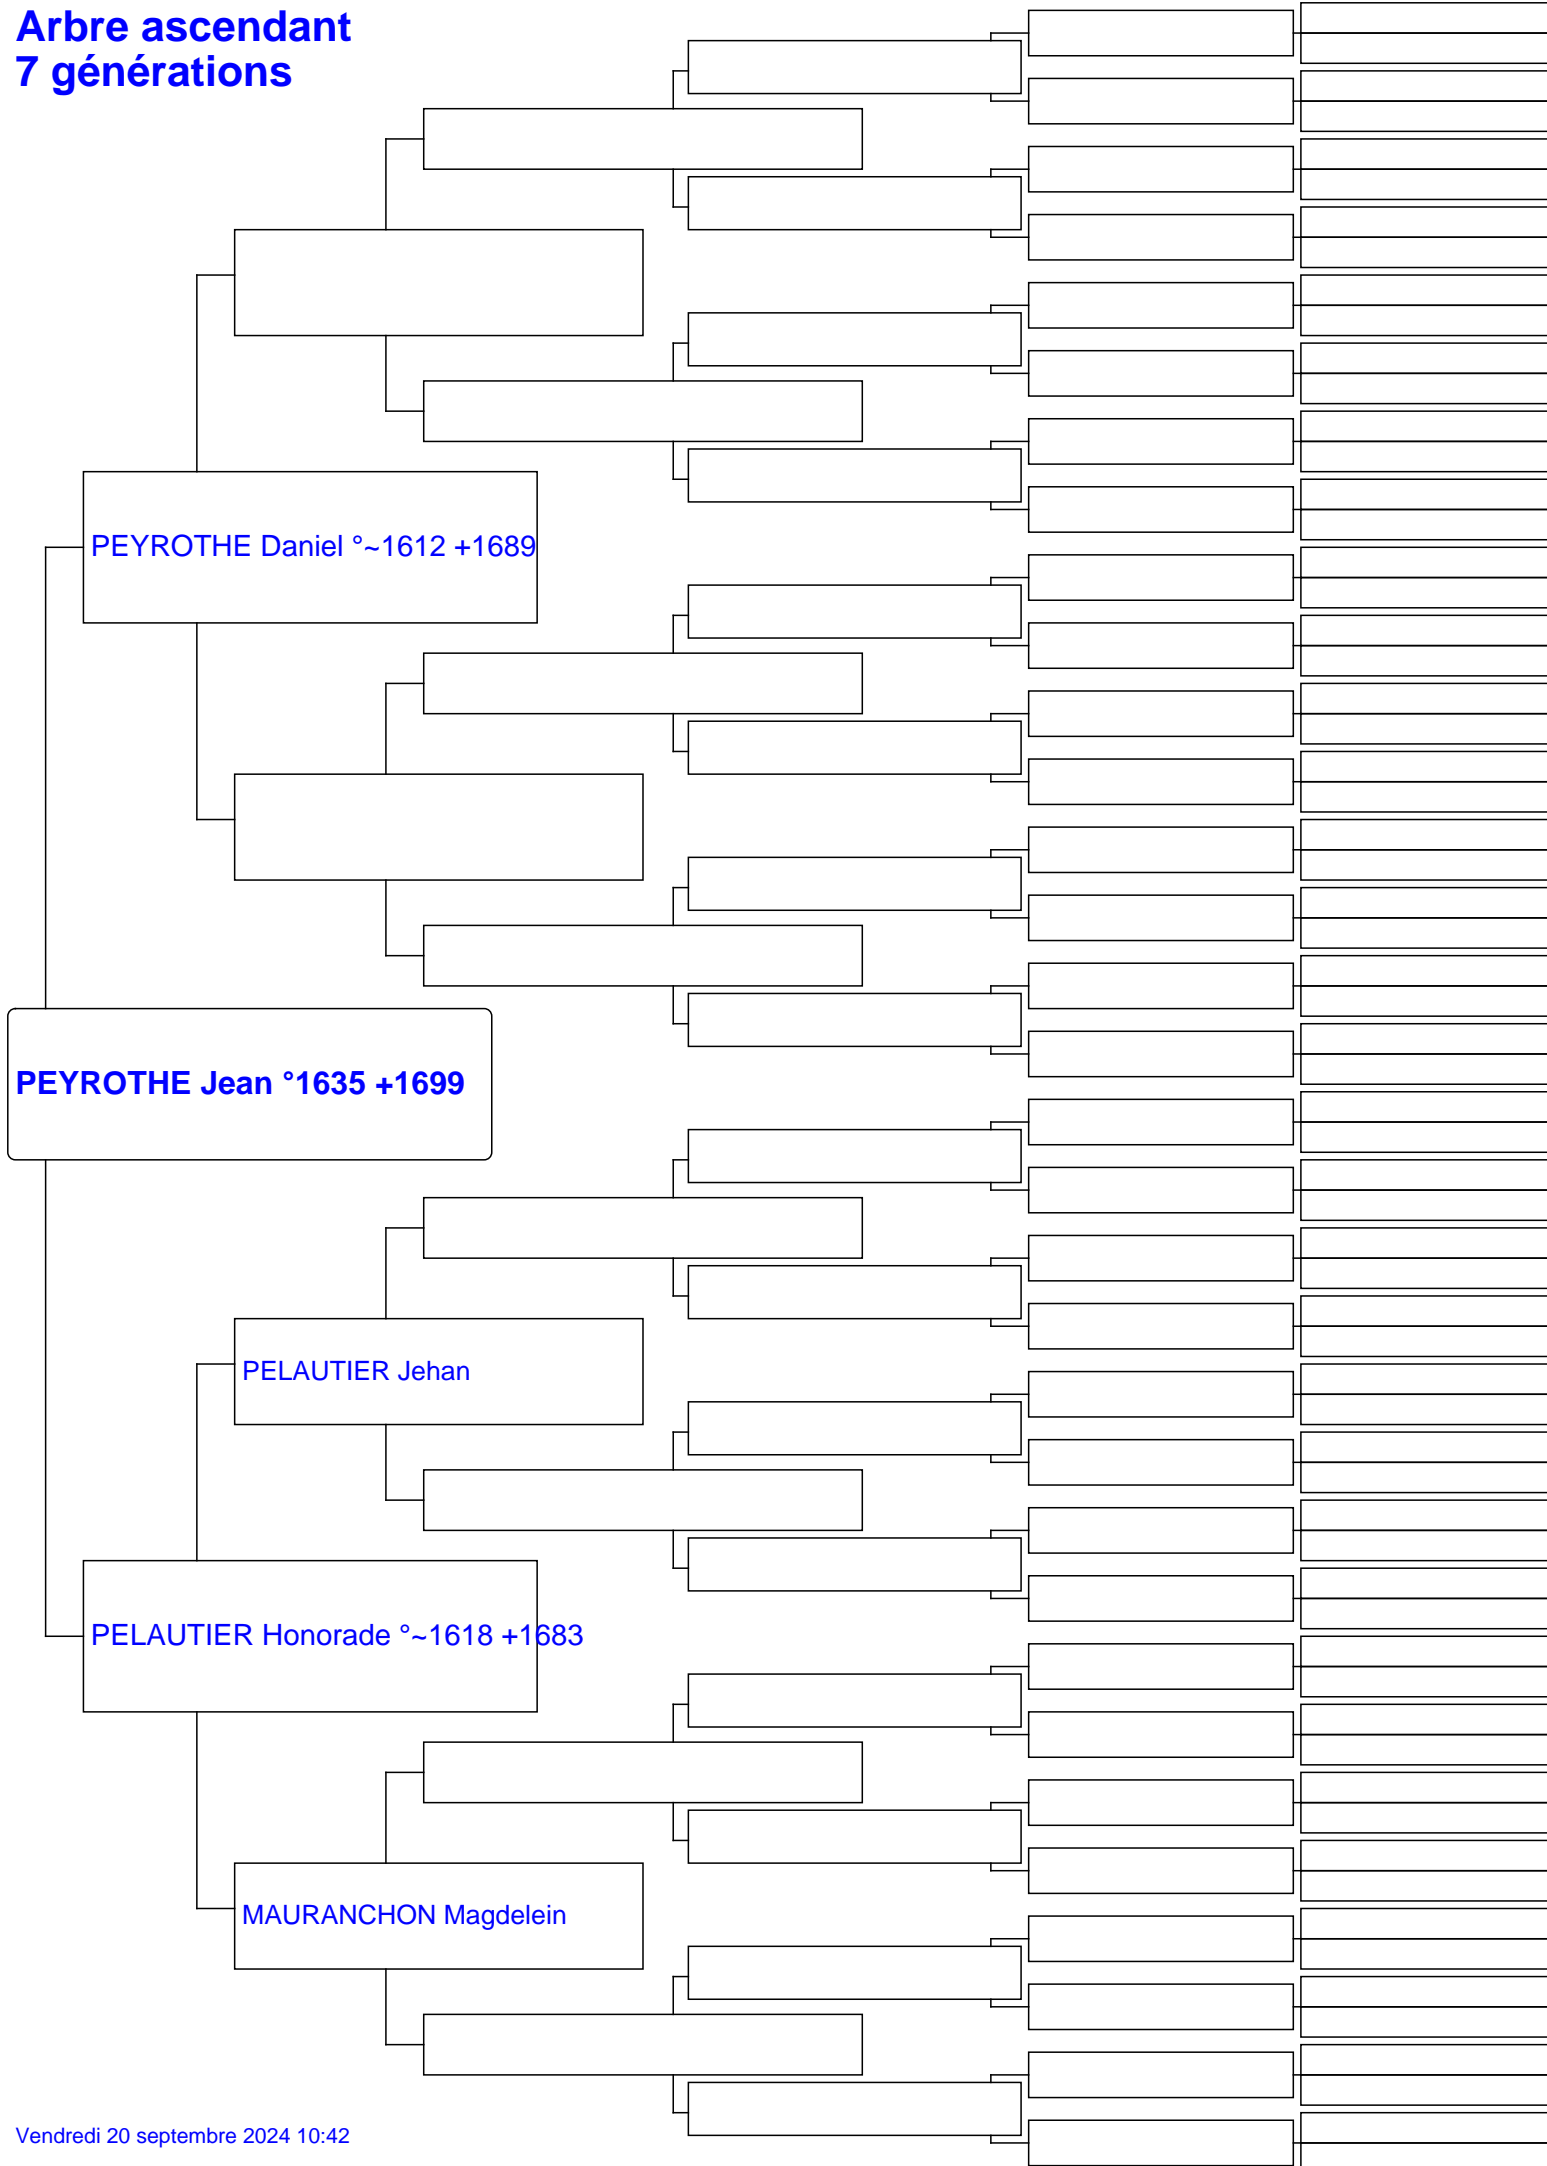 Arbre ascendant
7 générations
PEYROTHE Daniel °~1612 +1689
PEYROTHE Jean °1635 +1699
PELAUTIER Jehan
PELAUTIER Honorade °~1618 +1683
MAURANCHON Magdelein
Vendredi 20 septembre 2024 10:42